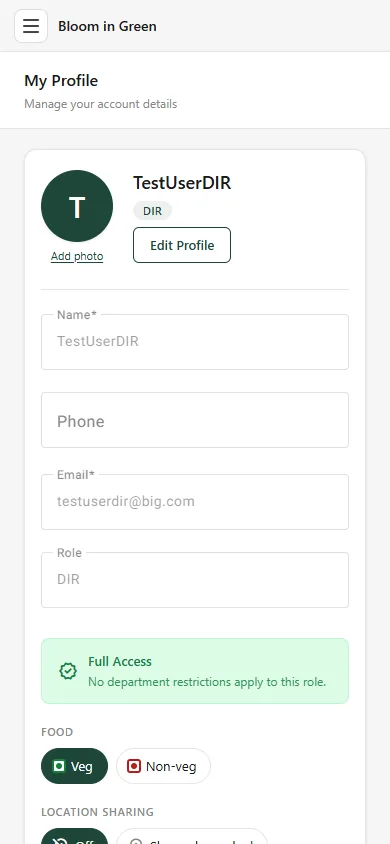 Bloom in Green
My Profile
Manage your account details
T
TestUserDIR
DIR
Add photo
Edit Profile
Name*
TestUserDIR
Phone
Email*
testuserdir@big.com
Role
DIR
Full Access
No department restrictions apply to this role.
FOOD
Veg
Non-veg
LOCATION SHARING
Off